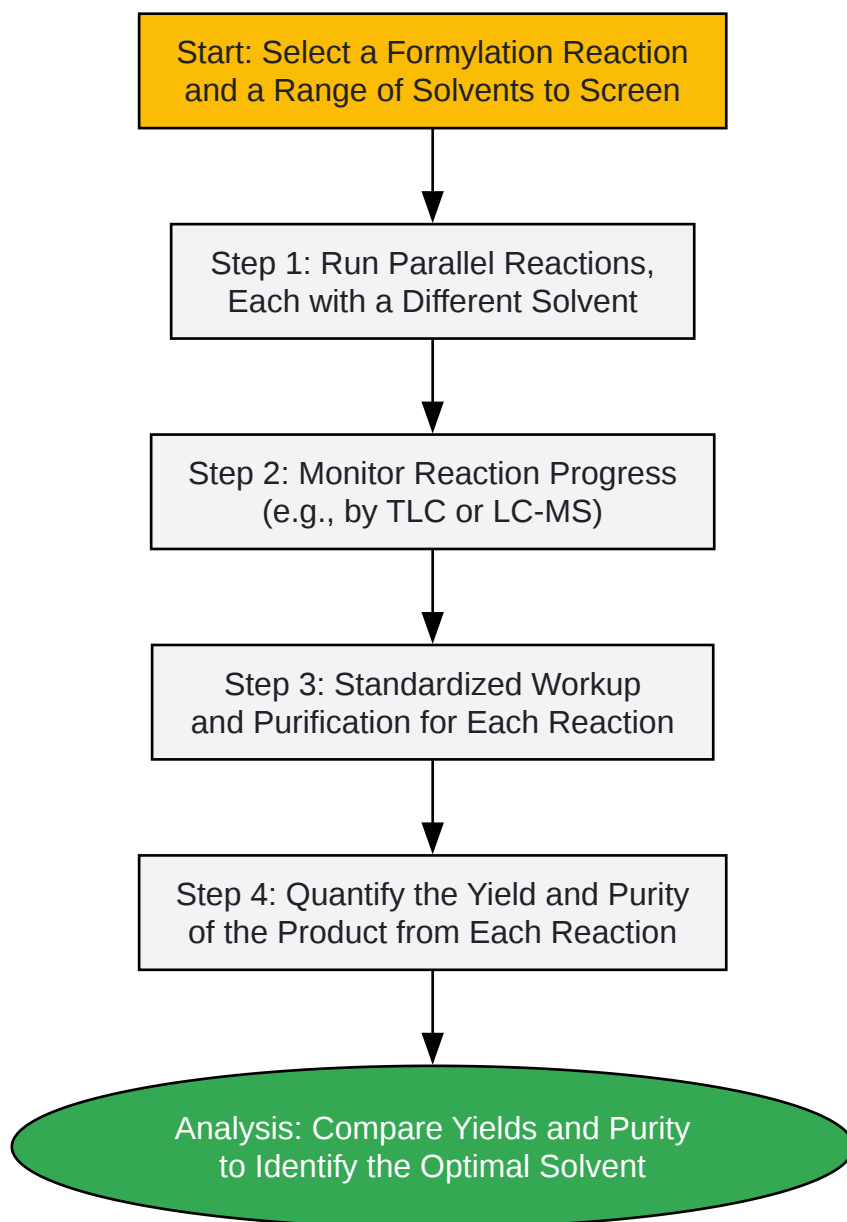 Start: Select a Formylation Reaction
and a Range of Solvents to Screen
Step 1: Run Parallel Reactions,
Each with a Different Solvent
Step 2: Monitor Reaction Progress
(e.g., by TLC or LC-MS)
Step 3: Standardized Workup
and Purification for Each Reaction
Step 4: Quantify the Yield and Purity
of the Product from Each Reaction
Analysis: Compare Yields and Purity
to Identify the Optimal Solvent